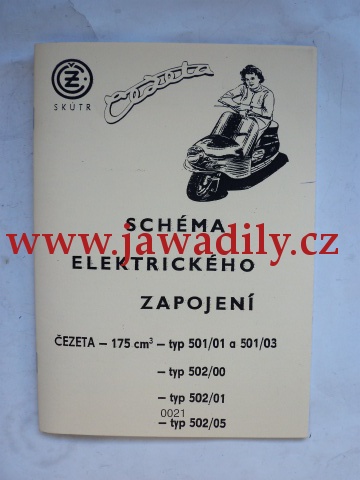 ČZ
SKÚTR
Čezeta
SCHÉMA
www.jawadily.cz
ELEKTRICKÉHO
ZAPOJENÍ
ČEZETA – 175 cm³ – typ 501/01 a 501/03
– typ 502/00
– typ 502/01
0021
– typ 502/05